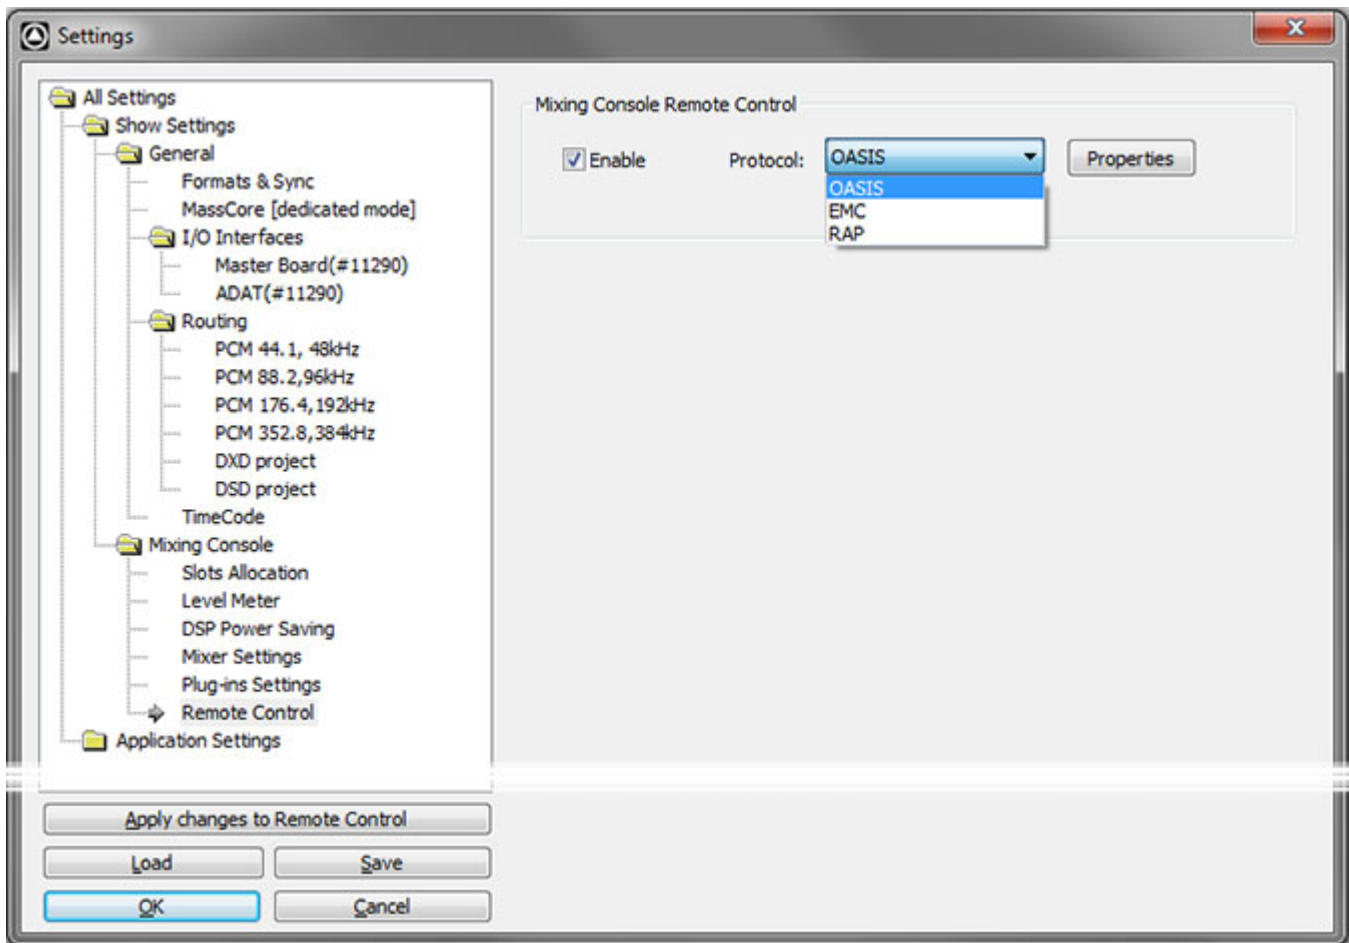 Settings
All Settings
Show Settings
General
Formats & Sync
MassCore [dedicated mode]
I/O Interfaces
Master Board(#11290)
ADAT(#11290)
Routing
PCM 44.1, 48kHz
PCM 88.2,96kHz
PCM 176.4,192kHz
PCM 352.8,384kHz
DXD project
DSD project
TimeCode
Mixing Console
Slots Allocation
Level Meter
DSP Power Saving
Mixer Settings
Plug-ins Settings
Remote Control
Application Settings
Apply changes to Remote Control
Load Save
OK Cancel
Mixing Console Remote Control
Enable Protocol: OASIS Properties
OASIS
EMC
RAP